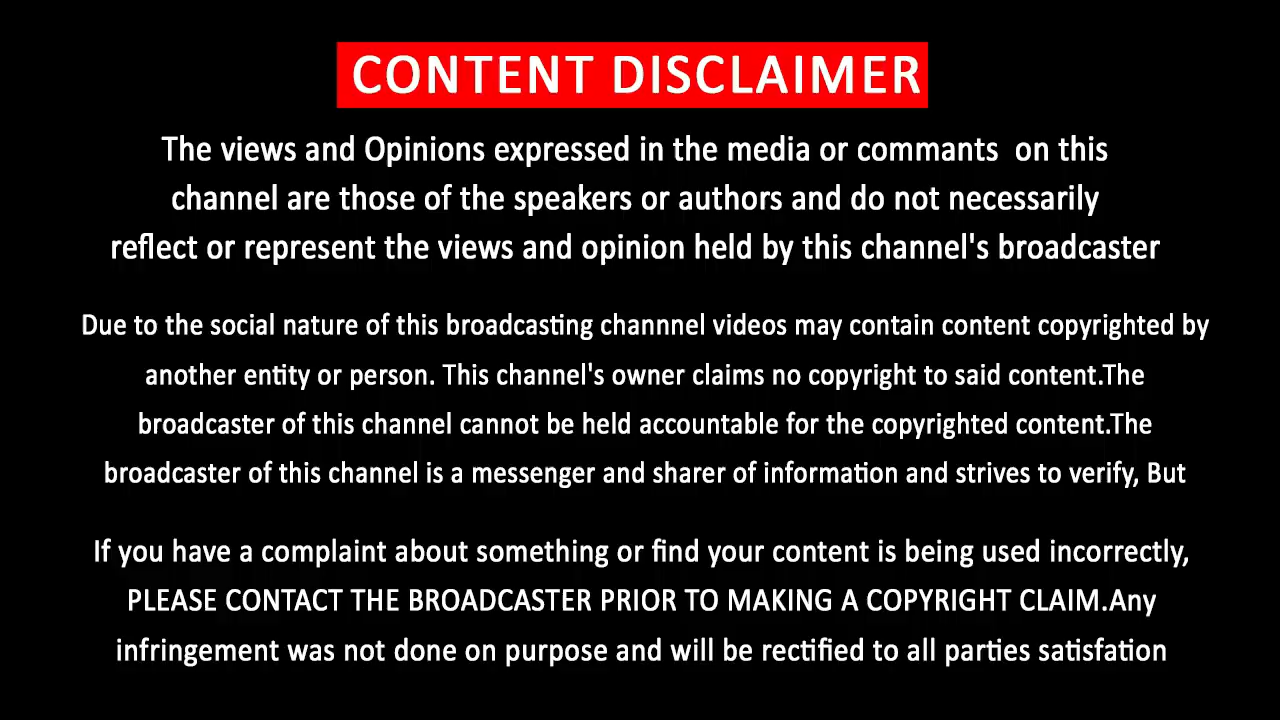 CONTENT DISCLAIMER
The views and Opinions expressed in the media or commants on this
channel are those of the speakers or authors and do not necessarily
reflect or represent the views and opinion held by this channel's broadcaster
Due to the social nature of this broadcasting channnel videos may contain content copyrighted by
another entity or person. This channel's owner claims no copyright to said content.The
broadcaster of this channel cannot be held accountable for the copyrighted content.The
broadcaster of this channel is a messenger and sharer of information and strives to verify, But
If you have a complaint about something or find your content is being used incorrectly,
PLEASE CONTACT THE BROADCASTER PRIOR TO MAKING A COPYRIGHT CLAIM.Any
infringement was not done on purpose and will be rectified to all parties satisfation